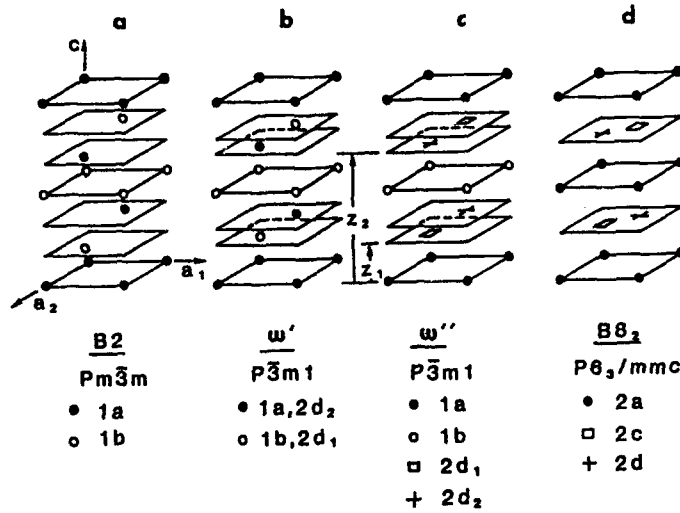 a b c d
c
a₁
a₂
z₂
z₁
B2 ω′ ω″ B8₂
Pm3̄m P3̄m1 P3̄m1 P6₃/mmc
● 1a ● 1a,2d₂ ● 1a ● 2a
○ 1b ○ 1b,2d₁ ○ 1b □ 2c
□ 2d₁ + 2d
+ 2d₂